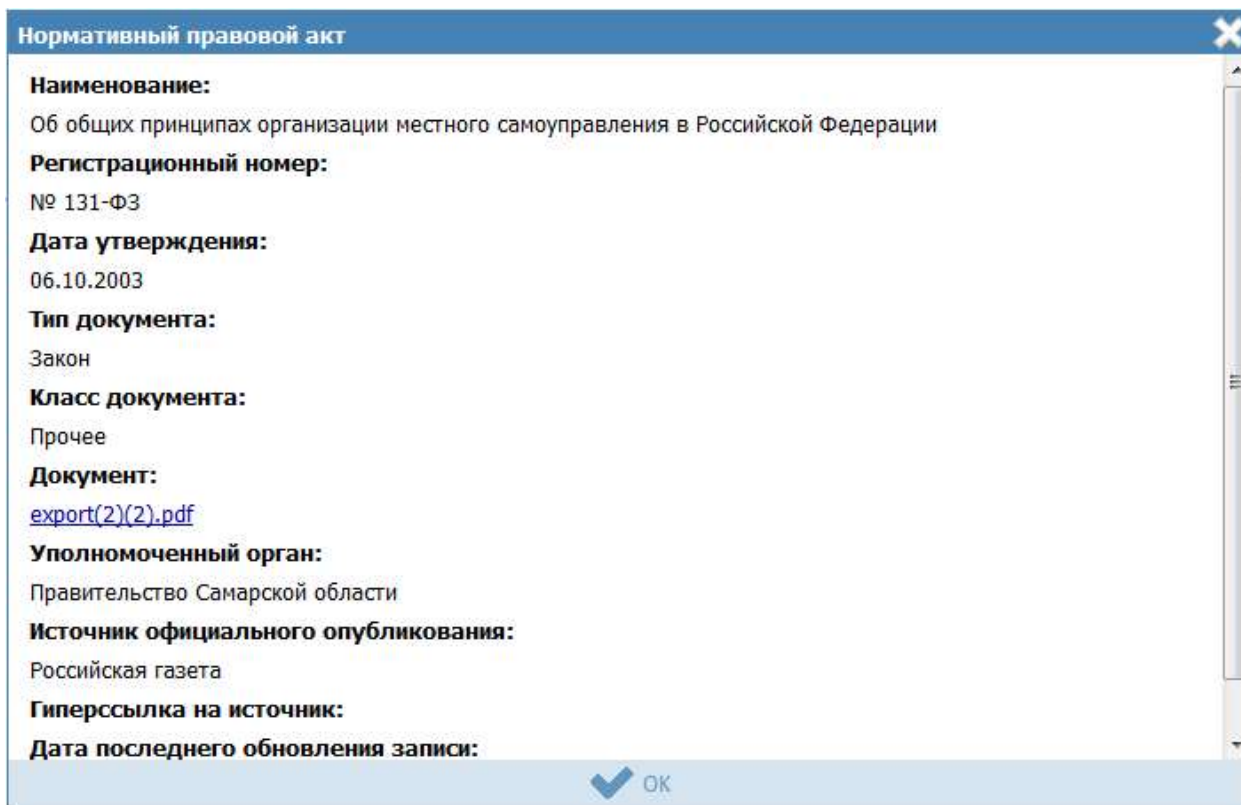 Нормативный правовой акт
Наименование:
Об общих принципах организации местного самоуправления в Российской Федерации
Регистрационный номер:
№ 131-ФЗ
Дата утверждения:
06.10.2003
Тип документа:
Закон
Класс документа:
Прочее
Документ:
export(2)(2).pdf
Уполномоченный орган:
Правительство Самарской области
Источник официального опубликования:
Российская газета
Гиперссылка на источник:
Дата последнего обновления записи:
ОК